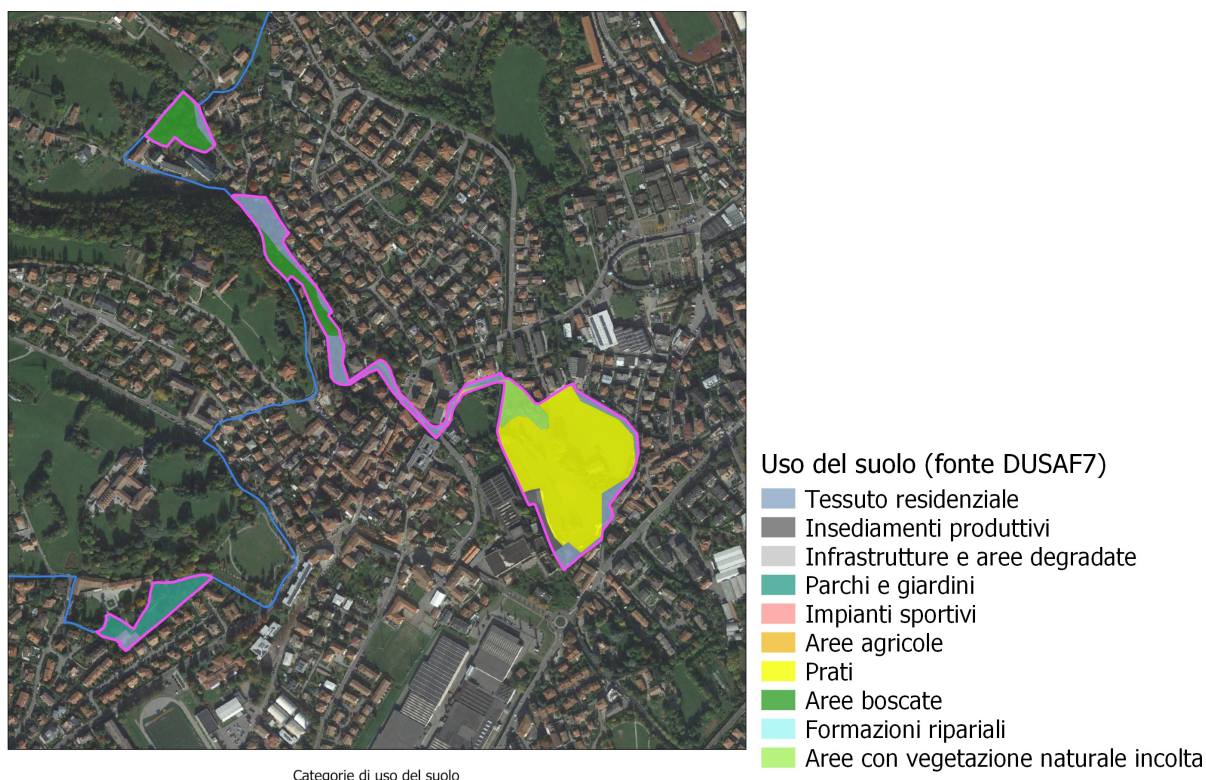 Uso del suolo (fonte DUSAF7)
Tessuto residenziale
Insediamenti produttivi
Infrastrutture e aree degradate
Parchi e giardini
Impianti sportivi
Aree agricole
Prati
Aree boscate
Formazioni ripariali
Aree con vegetazione naturale incolta
Categorie di uso del suolo